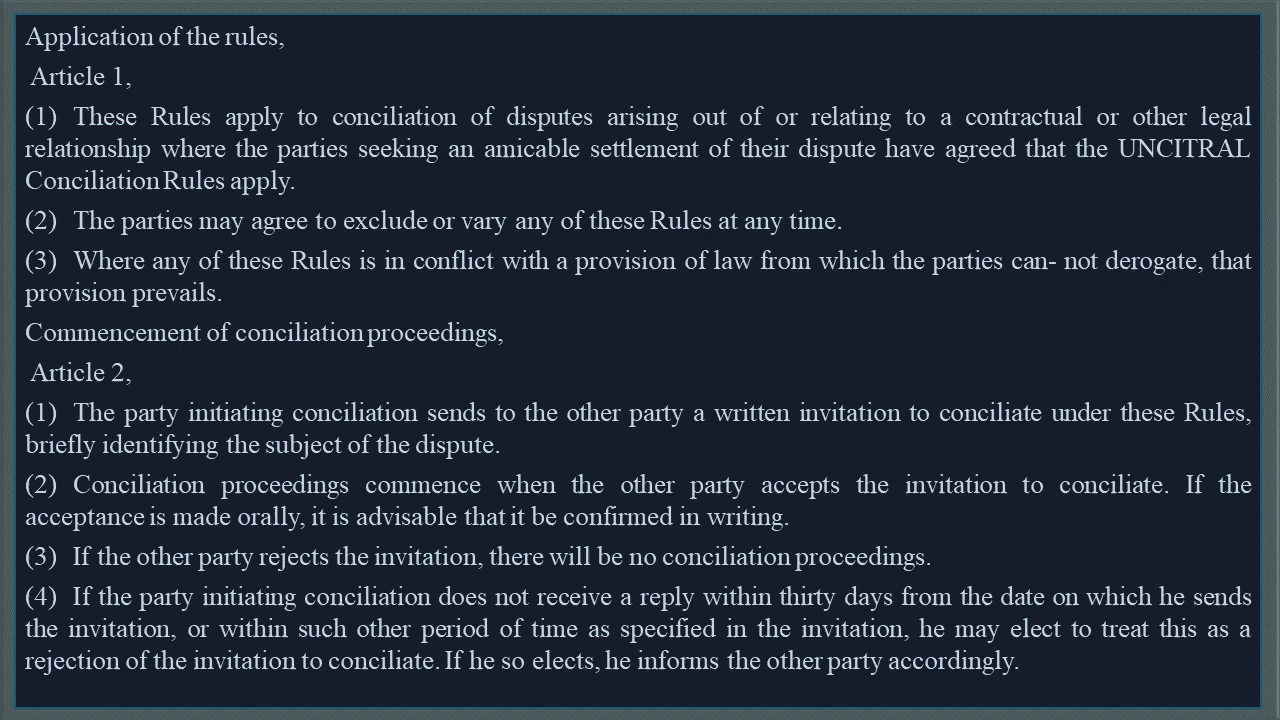 Application of the rules,
Article 1,
(1) These Rules apply to conciliation of disputes arising out of or relating to a contractual or other legal
relationship where the parties seeking an amicable settlement of their dispute have agreed that the UNCITRAL
Conciliation Rules apply.
(2) The parties may agree to exclude or vary any of these Rules at any time.
(3) Where any of these Rules is in conflict with a provision of law from which the parties can- not derogate, that
provision prevails.
Commencement of conciliation proceedings,
Article 2,
(1) The party initiating conciliation sends to the other party a written invitation to conciliate under these Rules,
briefly identifying the subject of the dispute.
(2) Conciliation proceedings commence when the other party accepts the invitation to conciliate. If the
acceptance is made orally, it is advisable that it be confirmed in writing.
(3) If the other party rejects the invitation, there will be no conciliation proceedings.
(4) If the party initiating conciliation does not receive a reply within thirty days from the date on which he sends
the invitation, or within such other period of time as specified in the invitation, he may elect to treat this as a
rejection of the invitation to conciliate. If he so elects, he informs the other party accordingly.